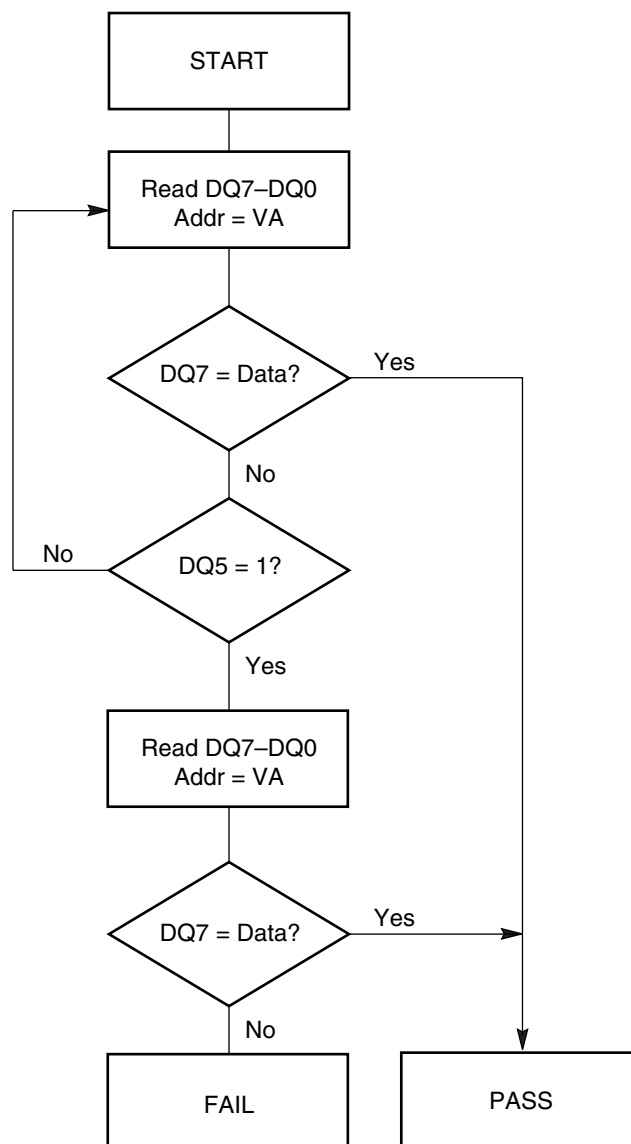 START
Read DQ7–DQ0
Addr = VA
DQ7 = Data?
Yes
No
DQ5 = 1?
No
Yes
Read DQ7–DQ0
Addr = VA
DQ7 = Data?
Yes
No
FAIL
PASS